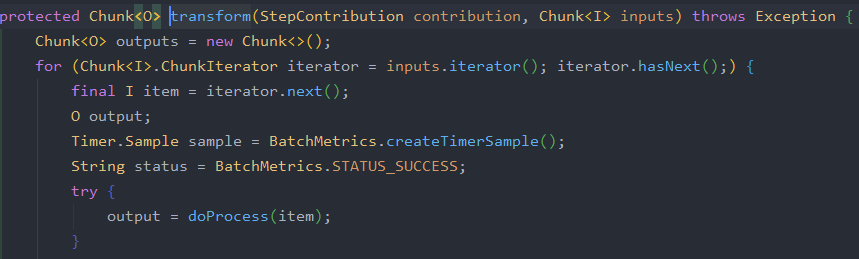 protected Chunk<O> transform(StepContribution contribution, Chunk<I> inputs) throws Exception {
    Chunk<O> outputs = new Chunk<>();
    for (Chunk<I>.ChunkIterator iterator = inputs.iterator(); iterator.hasNext();) {
        final I item = iterator.next();
        O output;
        Timer.Sample sample = BatchMetrics.createTimerSample();
        String status = BatchMetrics.STATUS_SUCCESS;
        try {
            output = doProcess(item);
        }